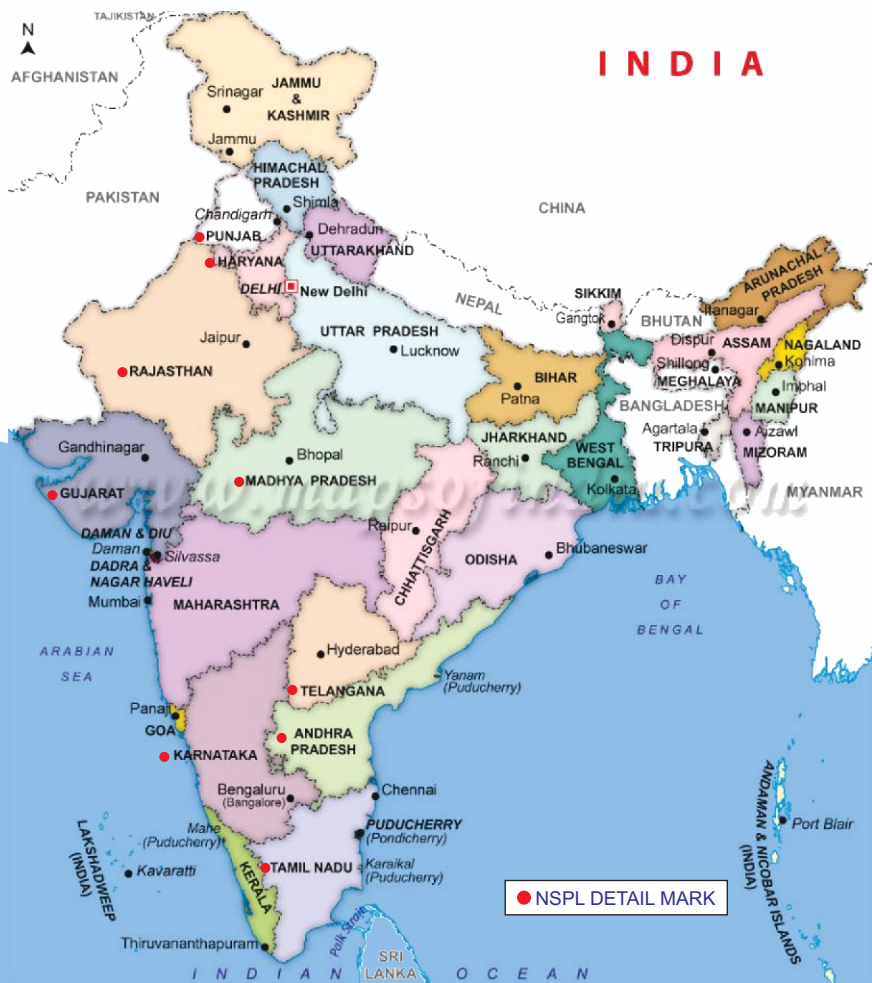 TAJIKISTAN
N
INDIA
AFGHANISTAN
JAMMU
&
KASHMIR
Srinagar
Jammu
HIMACHAL
PRADESH
PAKISTAN
Shimla
CHINA
Chandigarh
PUNJAB
Dehradun
UTTARAKHAND
HARYANA
DELHI
New Delhi
ARUNACHAL
PRADESH
NEPAL
SIKKIM
Gangtok
BHUTAN
Itanagar
UTTAR PRADESH
Jaipur
Lucknow
Dispur
ASSAM
NAGALAND
Kohima
Shillong
MEGHALAYA
RAJASTHAN
BIHAR
Patna
Imphal
MANIPUR
BANGLADESH
Agartala
TRIPURA
Aizawl
MIZORAM
Gandhinagar
Bhopal
JHARKHAND
Ranchi
WEST
BENGAL
Kolkata
MADHYA PRADESH
GUJARAT
www.mapsofindia.com
MYANMAR
Raipur
CHHATTISGARH
DAMAN & DIU
Daman
Silvassa
DADRA &
NAGAR HAVELI
ODISHA
Bhubaneswar
Mumbai
MAHARASHTRA
BAY
OF
BENGAL
ARABIAN
SEA
Hyderabad
TELANGANA
Yanam
(Puducherry)
Panaji
GOA
ANDHRA
PRADESH
KARNATAKA
Bengaluru
(Bangalore)
Chennai
Mahe
(Puducherry)
PUDUCHERRY
(Pondicherry)
LAKSHADWEEP
(INDIA)
Kavaratti
KERALA
TAMIL NADU
Karaikal
(Puducherry)
ANDAMAN & NICOBAR ISLANDS
(INDIA)
Port Blair
NSPL DETAIL MARK
Thiruvananthapuram
Palk Strait
SRI
LANKA
INDIAN OCEAN